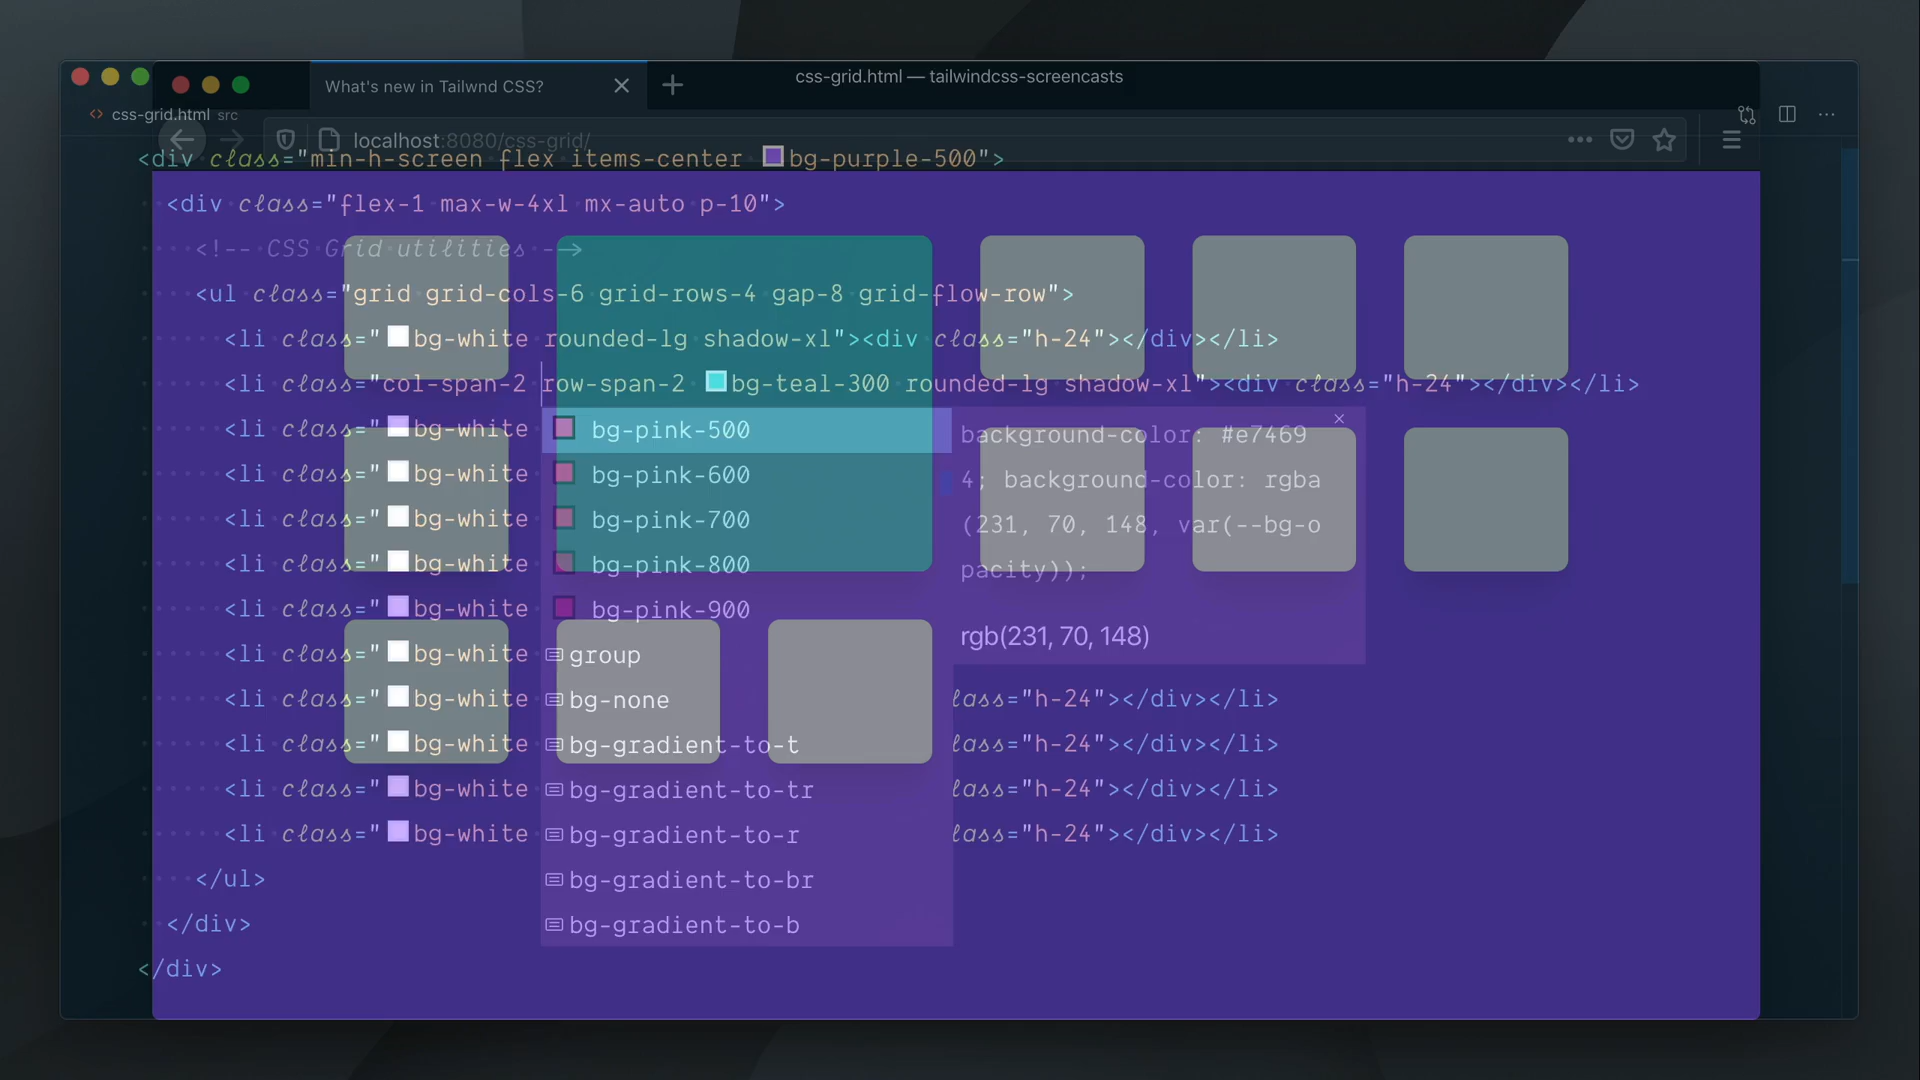 css-grid.html — tailwindcss-screencasts
What's new in Tailwnd CSS?
css-grid.html src
localhost:8080/css-grid/
<div class="min-h-screen flex items-center bg-purple-500">
<div class="flex-1 max-w-4xl mx-auto p-10">
<!-- CSS Grid utilities -->
<ul class="grid grid-cols-6 grid-rows-4 gap-8 grid-flow-row">
<li class="bg-white rounded-lg shadow-xl"><div class="h-24"></div></li>
<li class="col-span-2 row-span-2 bg-teal-300 rounded-lg shadow-xl"><div class="h-24"></div></li>
<li class="bg-white
<li class="bg-white
<li class="bg-white
<li class="bg-white
<li class="bg-white
<li class="bg-white
<li class="bg-white lass="h-24"></div></li>
<li class="bg-white lass="h-24"></div></li>
<li class="bg-white lass="h-24"></div></li>
<li class="bg-white lass="h-24"></div></li>
</ul>
</div>
</div>
bg-pink-500
bg-pink-600
bg-pink-700
bg-pink-800
bg-pink-900
group
bg-none
bg-gradient-to-t
bg-gradient-to-tr
bg-gradient-to-r
bg-gradient-to-br
bg-gradient-to-b
background-color: #e7469
4; background-color: rgba
(231, 70, 148, var(--bg-o
pacity));
rgb(231, 70, 148)